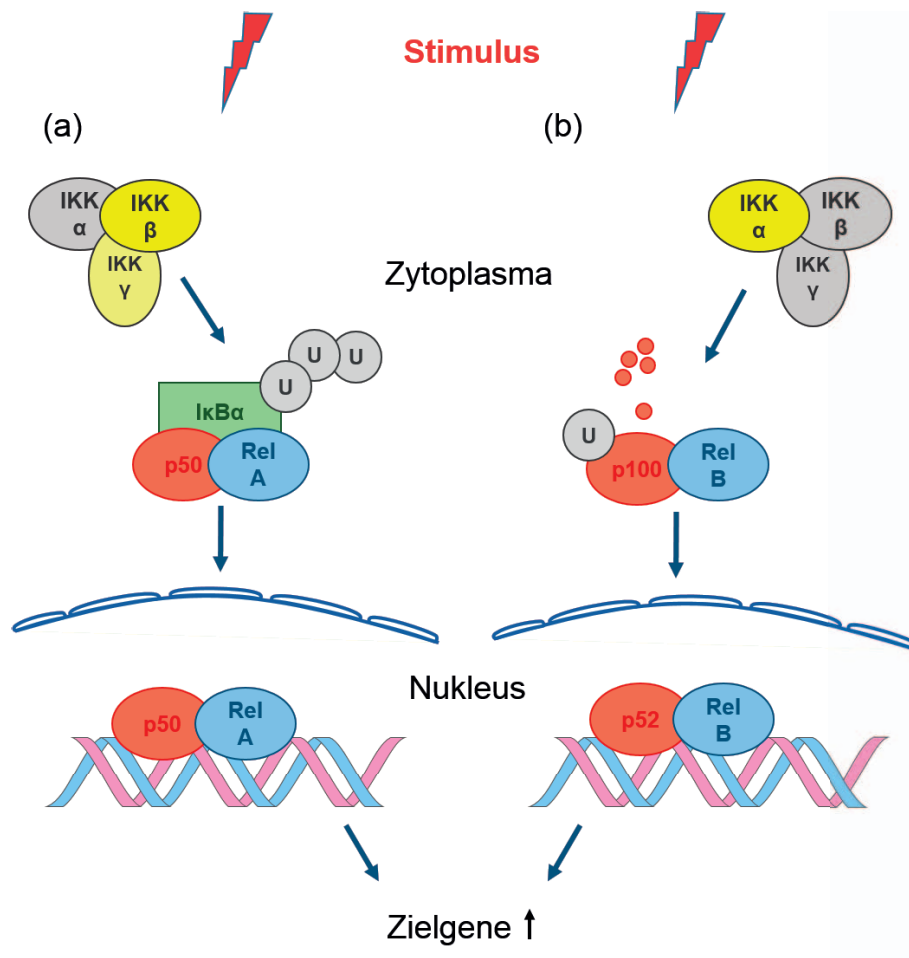 Stimulus
(a)
(b)
IKK
α
IKK
β
IKK
γ
IKK
α
IKK
β
IKK
γ
Zytoplasma
U
U
U
IκBα
p50
Rel
A
U
p100
Rel
B
Nukleus
p50
Rel
A
p52
Rel
B
Zielgene